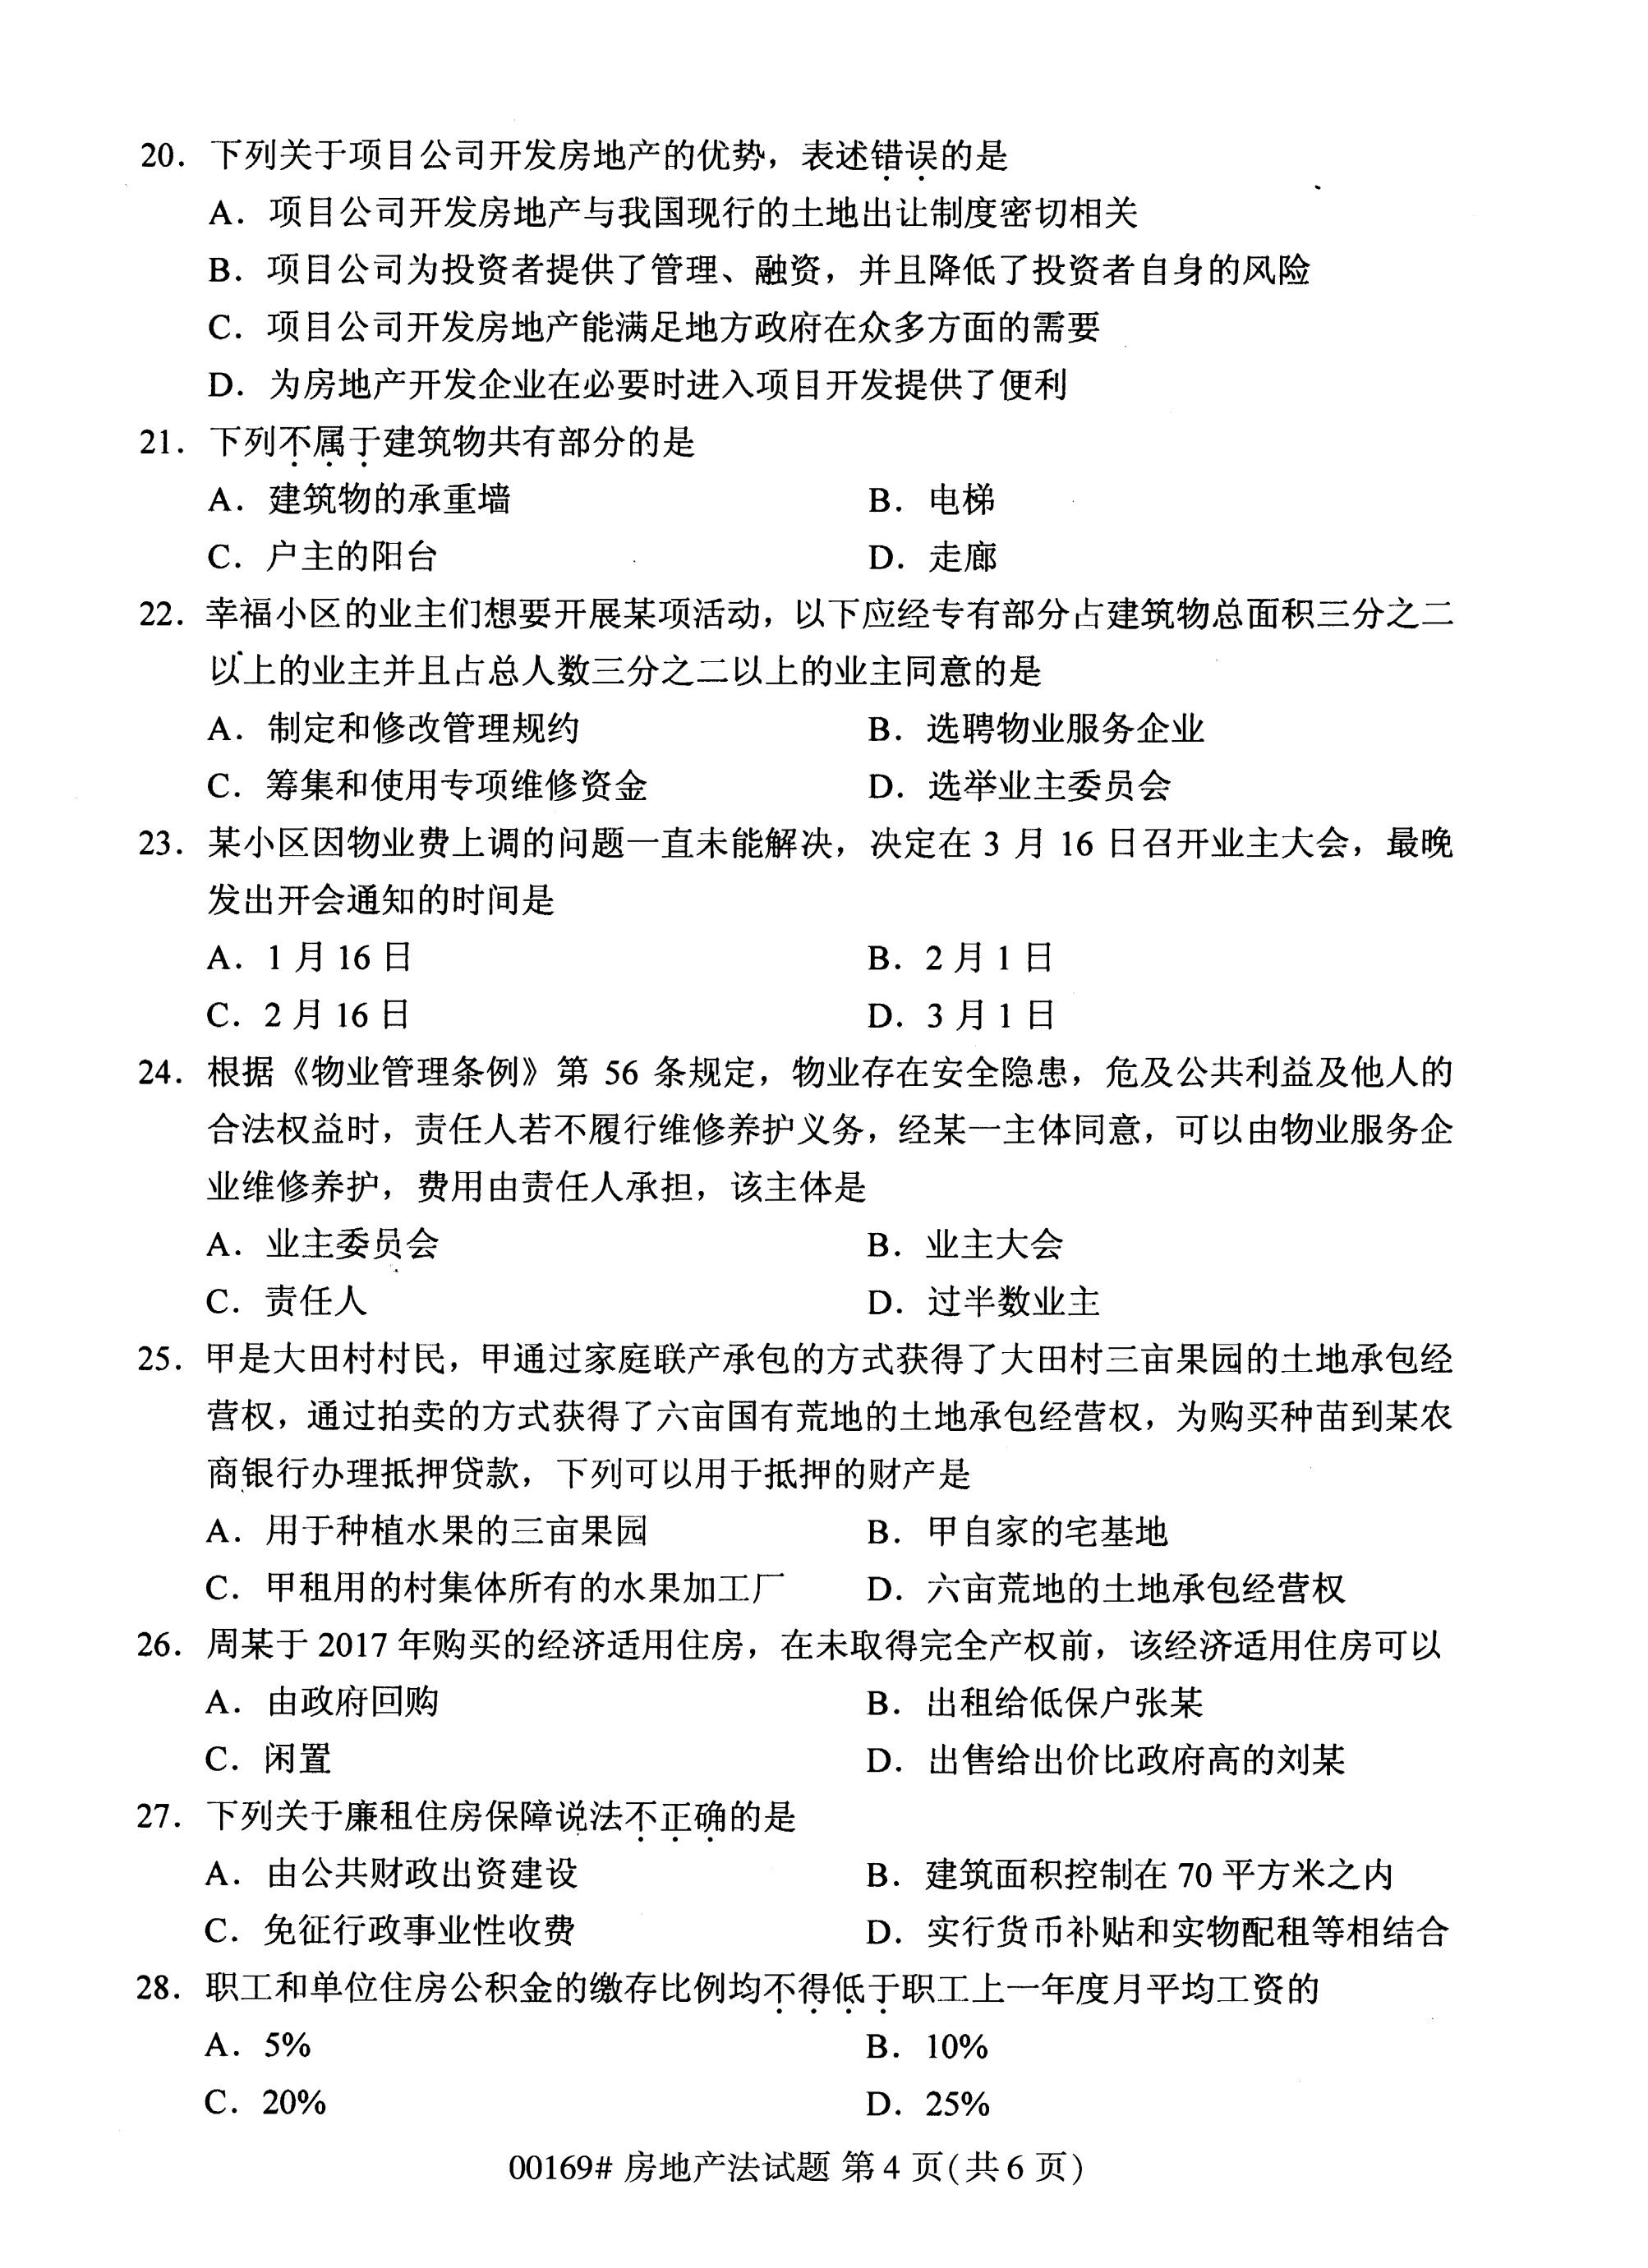 20．下列关于项目公司开发房地产的优势，表述错误的是
A．项目公司开发房地产与我国现行的土地出让制度密切相关
B．项目公司为投资者提供了管理、融资，并且降低了投资者自身的风险
C．项目公司开发房地产能满足地方政府在众多方面的需要
D．为房地产开发企业在必要时进入项目开发提供了便利
21．下列不属于建筑物共有部分的是
A．建筑物的承重墙 B．电梯
C．户主的阳台 D．走廊
22．幸福小区的业主们想要开展某项活动，以下应经专有部分占建筑物总面积三分之二
以上的业主并且占总人数三分之二以上的业主同意的是
A．制定和修改管理规约 B．选聘物业服务企业
C．筹集和使用专项维修资金 D．选举业主委员会
23．某小区因物业费上调的问题一直未能解决，决定在 3 月 16 日召开业主大会，最晚
发出开会通知的时间是
A．1 月 16 日 B．2 月 1 日
C．2 月 16 日 D．3 月 1 日
24．根据《物业管理条例》第 56 条规定，物业存在安全隐患，危及公共利益及他人的
合法权益时，责任人若不履行维修养护义务，经某一主体同意，可以由物业服务企
业维修养护，费用由责任人承担，该主体是
A．业主委员会 B．业主大会
C．责任人 D．过半数业主
25．甲是大田村村民，甲通过家庭联产承包的方式获得了大田村三亩果园的土地承包经
营权，通过拍卖的方式获得了六亩国有荒地的土地承包经营权，为购买种苗到某农
商银行办理抵押贷款，下列可以用于抵押的财产是
A．用于种植水果的三亩果园 B．甲自家的宅基地
C．甲租用的村集体所有的水果加工厂 D．六亩荒地的土地承包经营权
26．周某于 2017 年购买的经济适用住房，在未取得完全产权前，该经济适用住房可以
A．由政府回购 B．出租给低保户张某
C．闲置 D．出售给出价比政府高的刘某
27．下列关于廉租住房保障说法不正确的是
A．由公共财政出资建设 B．建筑面积控制在 70 平方米之内
C．免征行政事业性收费 D．实行货币补贴和实物配租等相结合
28．职工和单位住房公积金的缴存比例均不得低于职工上一年度月平均工资的
A．5% B．10%
C．20% D．25%
00169# 房地产法试题 第 4 页(共 6 页)